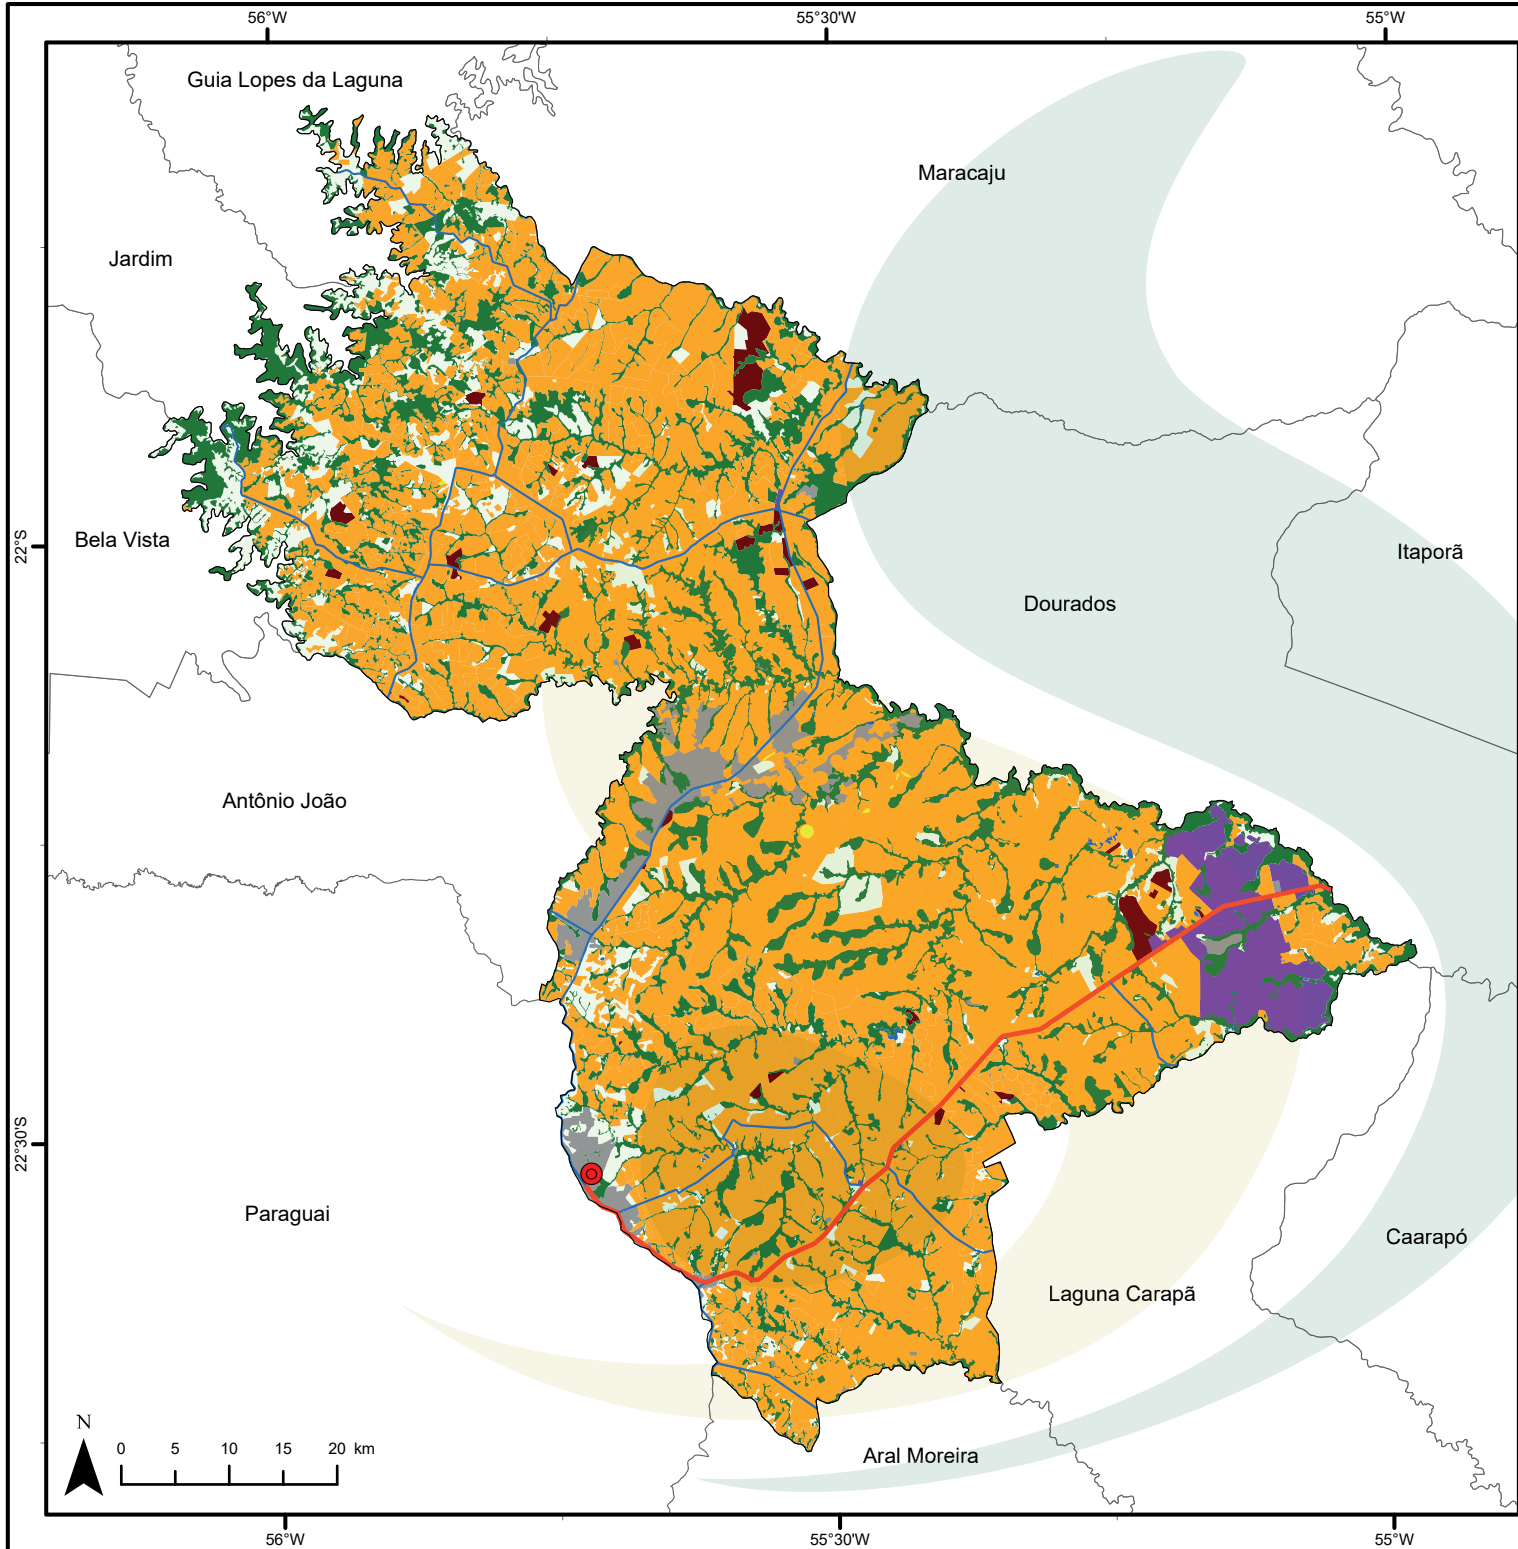 56°W 55°30'W 55°W
Guia Lopes da Laguna
Maracaju
Jardim
Bela Vista
22°S
Itaporã
Dourados
Antônio João
22°30'S
Paraguai
Caarapó
Laguna Carapã
N
0 5 10 15 20 km
Aral Moreira
56°W 55°30'W 55°W